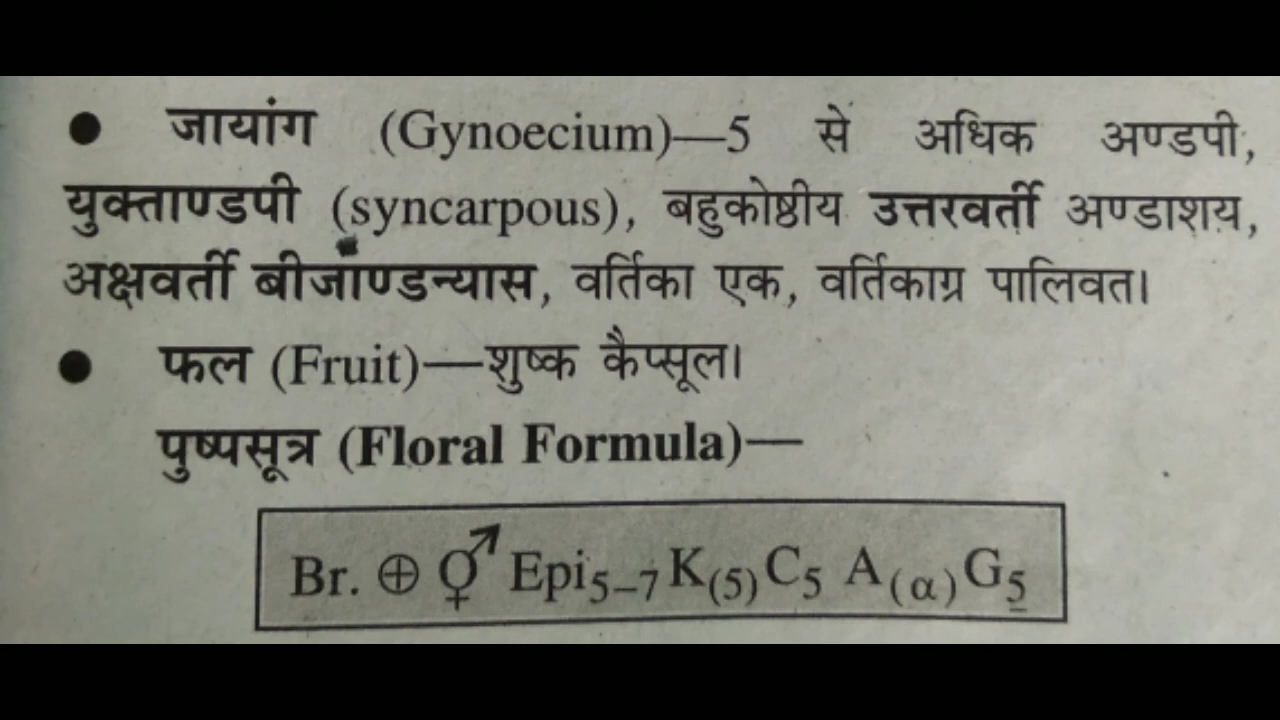 ● जायांग (Gynoecium)—5 से अधिक अण्डपी,
युक्ताण्डपी (syncarpous), बहुकोष्ठीय उत्तरवर्ती अण्डाशय,
अक्षवर्ती बीजाण्डन्यास, वर्तिका एक, वर्तिकाग्र पालिवत।
● फल (Fruit)—शुष्क कैप्सूल।
पुष्पसूत्र (Floral Formula)—
Br. ⊕ ⚥ Epi₅₋₇ K₍₅₎ C₅ A₍α₎ G₅